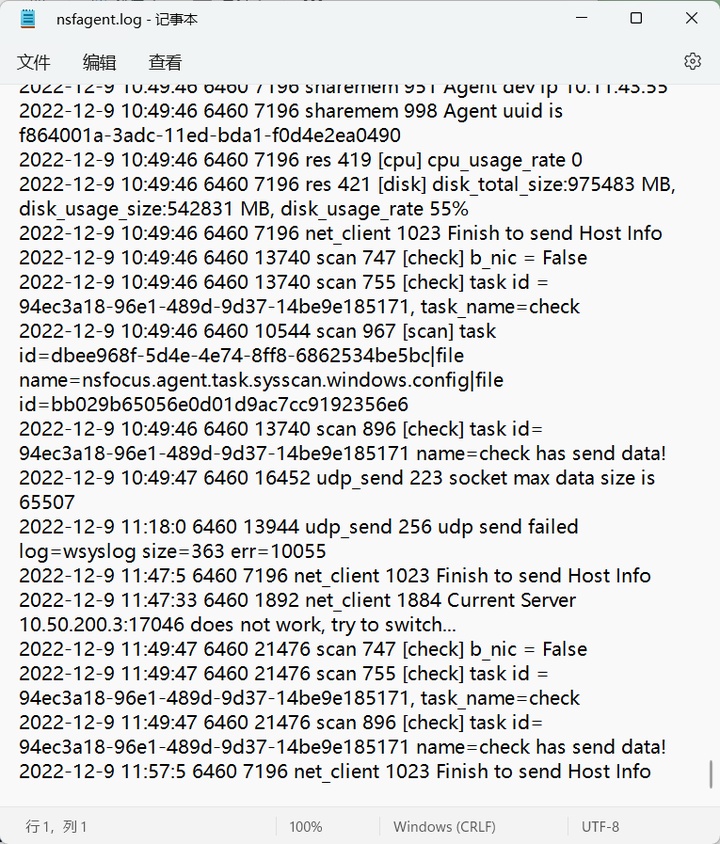 nsfagent.log - 记事本
文件 编辑 查看
2022-12-9 10:49:46 6460 7196 sharemem 951 Agent dev ip 10.11.43.55
2022-12-9 10:49:46 6460 7196 sharemem 998 Agent uuid is
f864001a-3adc-11ed-bda1-f0d4e2ea0490
2022-12-9 10:49:46 6460 7196 res 419 [cpu] cpu_usage_rate 0
2022-12-9 10:49:46 6460 7196 res 421 [disk] disk_total_size:975483 MB,
disk_usage_size:542831 MB, disk_usage_rate 55%
2022-12-9 10:49:46 6460 7196 net_client 1023 Finish to send Host Info
2022-12-9 10:49:46 6460 13740 scan 747 [check] b_nic = False
2022-12-9 10:49:46 6460 13740 scan 755 [check] task id =
94ec3a18-96e1-489d-9d37-14be9e185171, task_name=check
2022-12-9 10:49:46 6460 10544 scan 967 [scan] task
id=dbee968f-5d4e-4e74-8ff8-6862534be5bc|file
name=nsfocus.agent.task.sysscan.windows.config|file
id=bb029b65056e0d01d9ac7cc9192356e6
2022-12-9 10:49:46 6460 13740 scan 896 [check] task id=
94ec3a18-96e1-489d-9d37-14be9e185171 name=check has send data!
2022-12-9 10:49:47 6460 16452 udp_send 223 socket max data size is
65507
2022-12-9 11:18:0 6460 13944 udp_send 256 udp send failed
log=wsyslog size=363 err=10055
2022-12-9 11:47:5 6460 7196 net_client 1023 Finish to send Host Info
2022-12-9 11:47:33 6460 1892 net_client 1884 Current Server
10.50.200.3:17046 does not work, try to switch...
2022-12-9 11:49:47 6460 21476 scan 747 [check] b_nic = False
2022-12-9 11:49:47 6460 21476 scan 755 [check] task id =
94ec3a18-96e1-489d-9d37-14be9e185171, task_name=check
2022-12-9 11:49:47 6460 21476 scan 896 [check] task id=
94ec3a18-96e1-489d-9d37-14be9e185171 name=check has send data!
2022-12-9 11:57:5 6460 7196 net_client 1023 Finish to send Host Info
行 1，列 1 100% Windows (CRLF) UTF-8